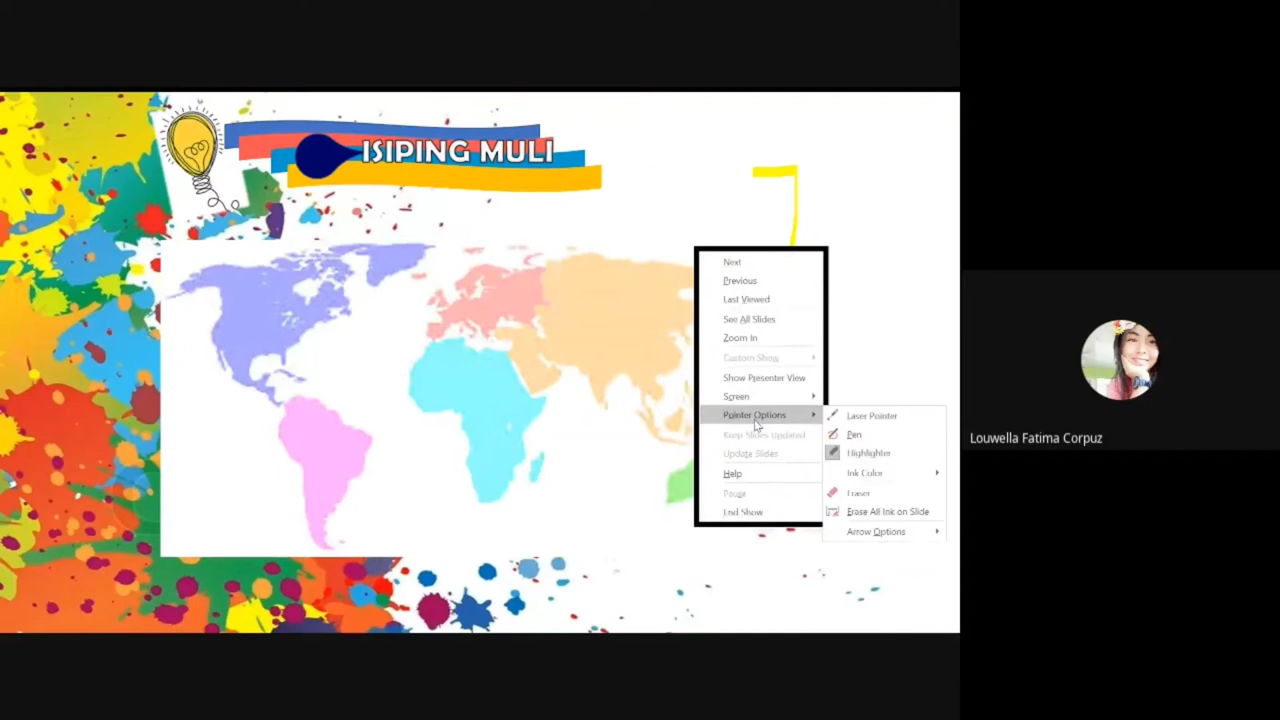 ISIPING MULI
Next
Previous
Last Viewed
See All Slides
Zoom In
Custom Show
Show Presenter View
Screen
Pointer Options
Keep Slides Updated
Update Slides
Help
Pause
End Show
Laser Pointer
Pen
Highlighter
Ink Color
Eraser
Erase All Ink on Slide
Arrow Options
Louwella Fatima Corpuz